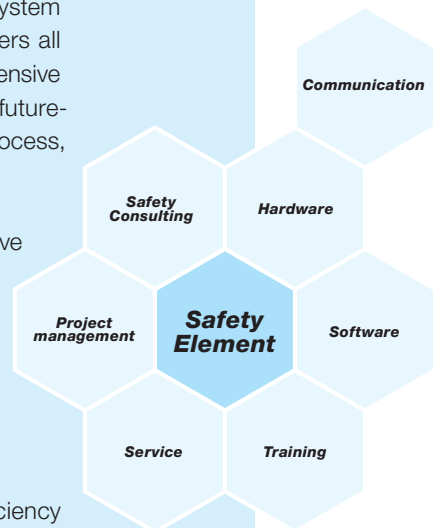 ystem
ers all
ensive
future-
ocess,
ve
ciency
Communication
Safety
Consulting
Hardware
Project
management
Safety
Element
Software
Service
Training